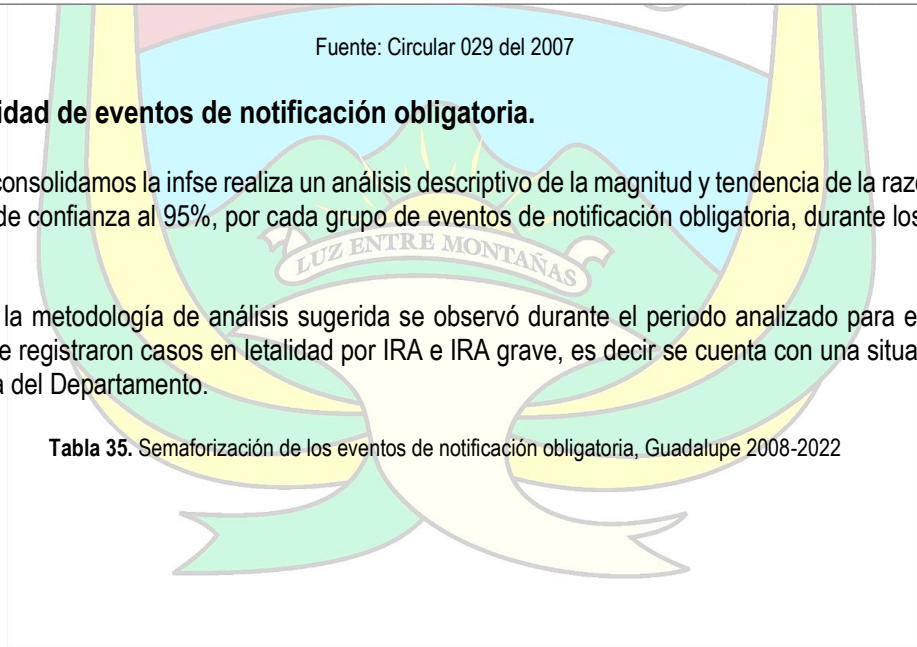 Fuente: Circular 029 del 2007
idad de eventos de notificación obligatoria.
consolidamos la infse realiza un análisis descriptivo de la magnitud y tendencia de la raz
de confianza al 95%, por cada grupo de eventos de notificación obligatoria, durante los
LUZ ENTRE MONTAÑAS
la metodología de análisis sugerida se observó durante el periodo analizado para e
e registraron casos en letalidad por IRA e IRA grave, es decir se cuenta con una situa
a del Departamento.
Tabla 35. Semaforización de los eventos de notificación obligatoria, Guadalupe 2008-2022